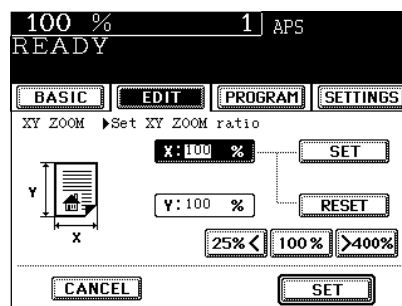 100 % 1 APS
READY
BASIC EDIT PROGRAM SETTINGS
XY ZOOM ▶Set XY ZOOM ratio
X:100 % SET
Y
Y:100 % RESET
X
25%< 100% >400%
CANCEL SET